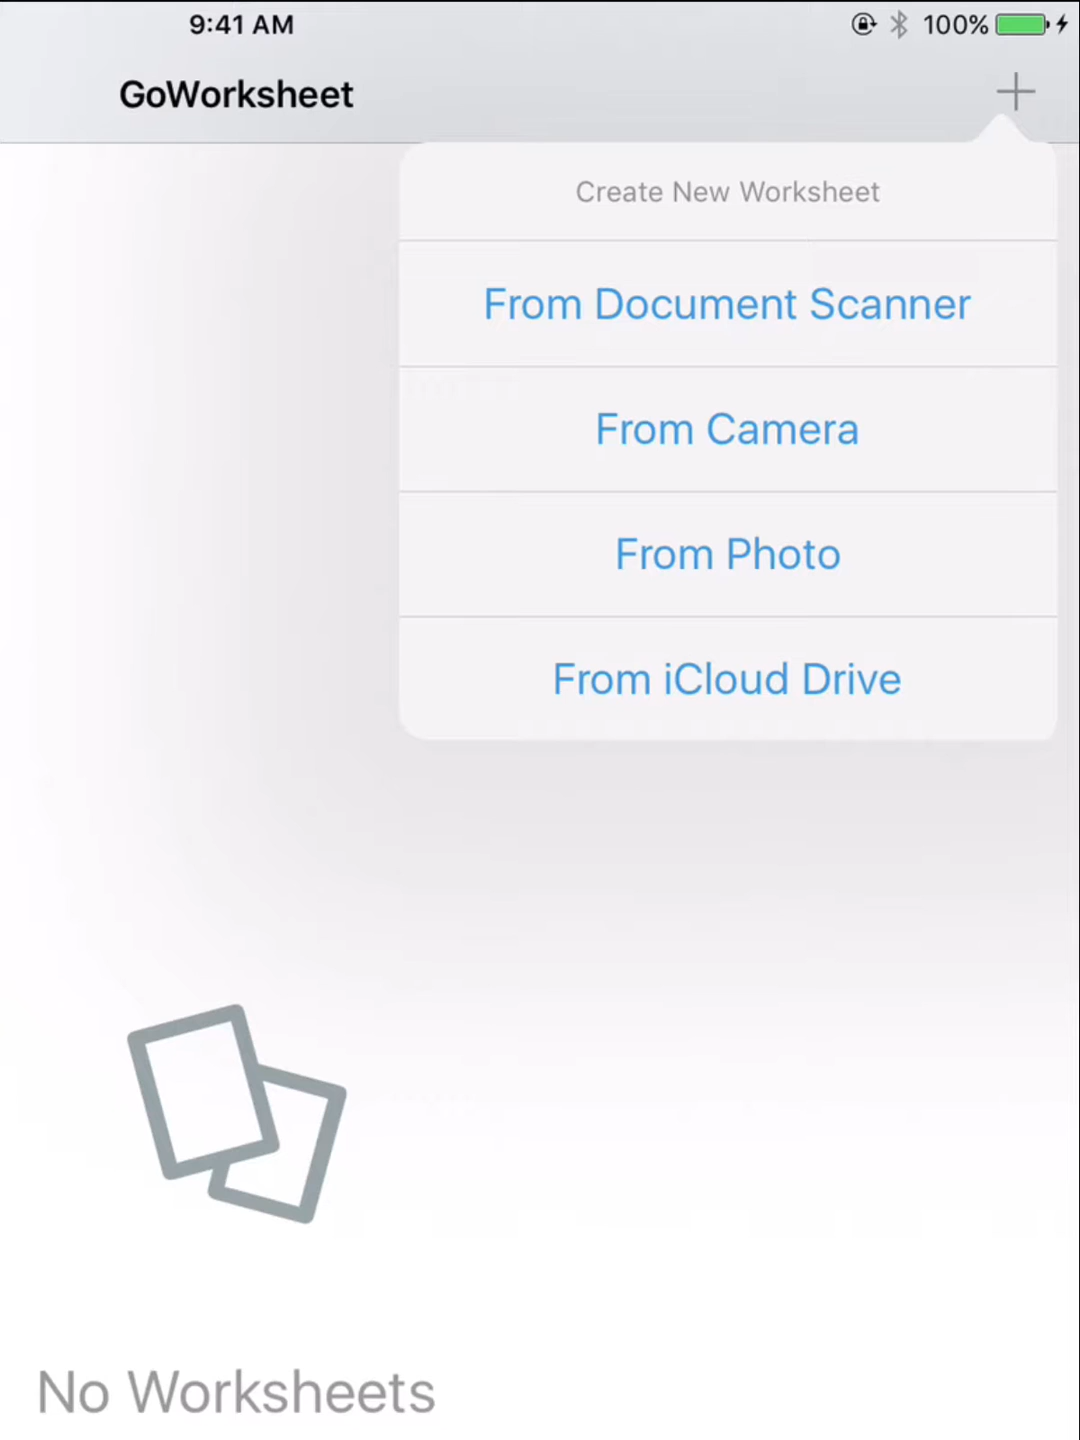 9:41 AM
100%
GoWorksheet
Create New Worksheet
From Document Scanner
From Camera
From Photo
From iCloud Drive
No Worksheets